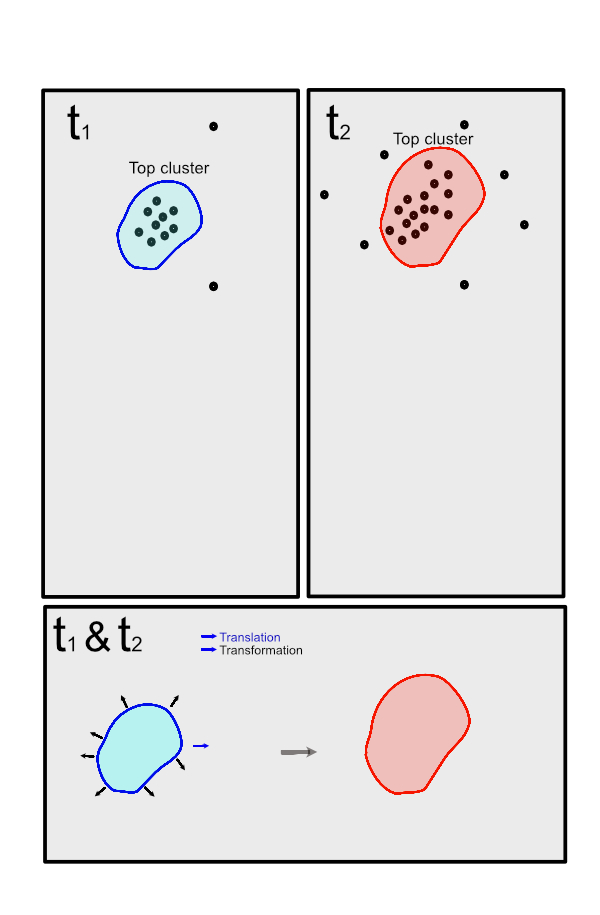 t1
Top cluster
t2
Top cluster
t1 & t2
Translation
Transformation